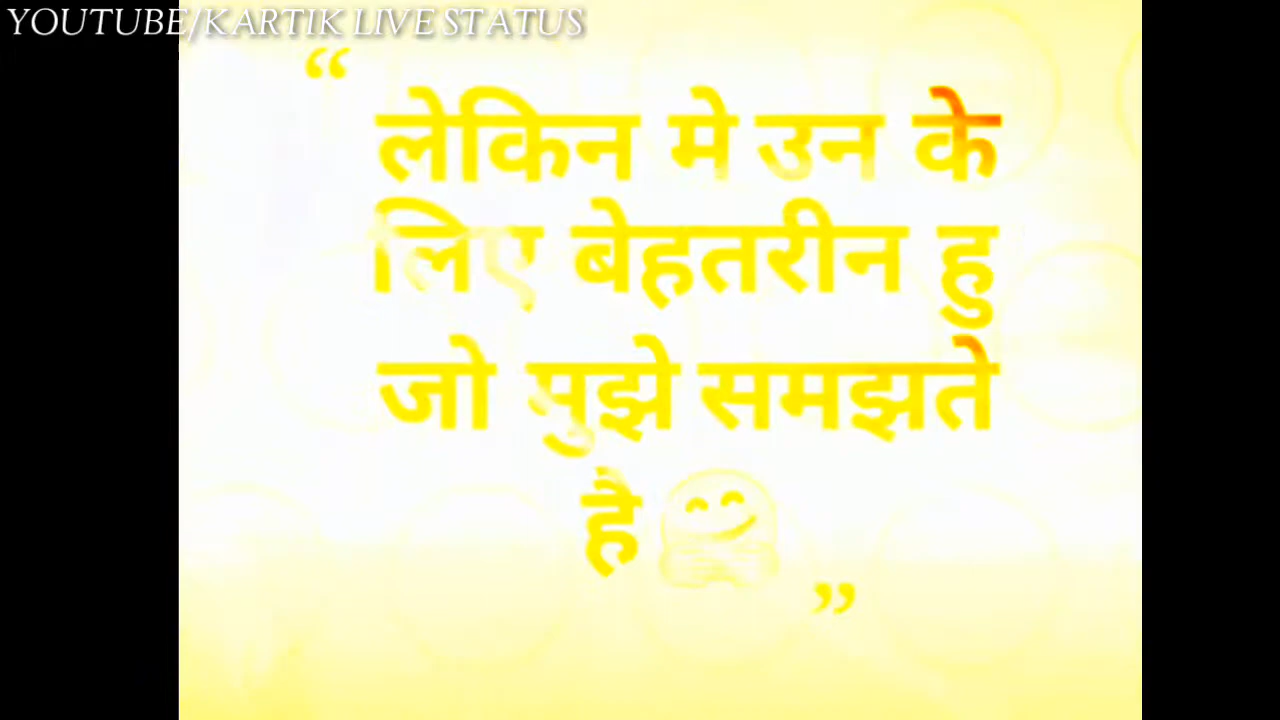 YOUTUBE/KARTIK LIVE STATUS
“
लेकिन मे उन के
लिए बेहतरीन हु
जो मुझे समझते
है 🤗
”